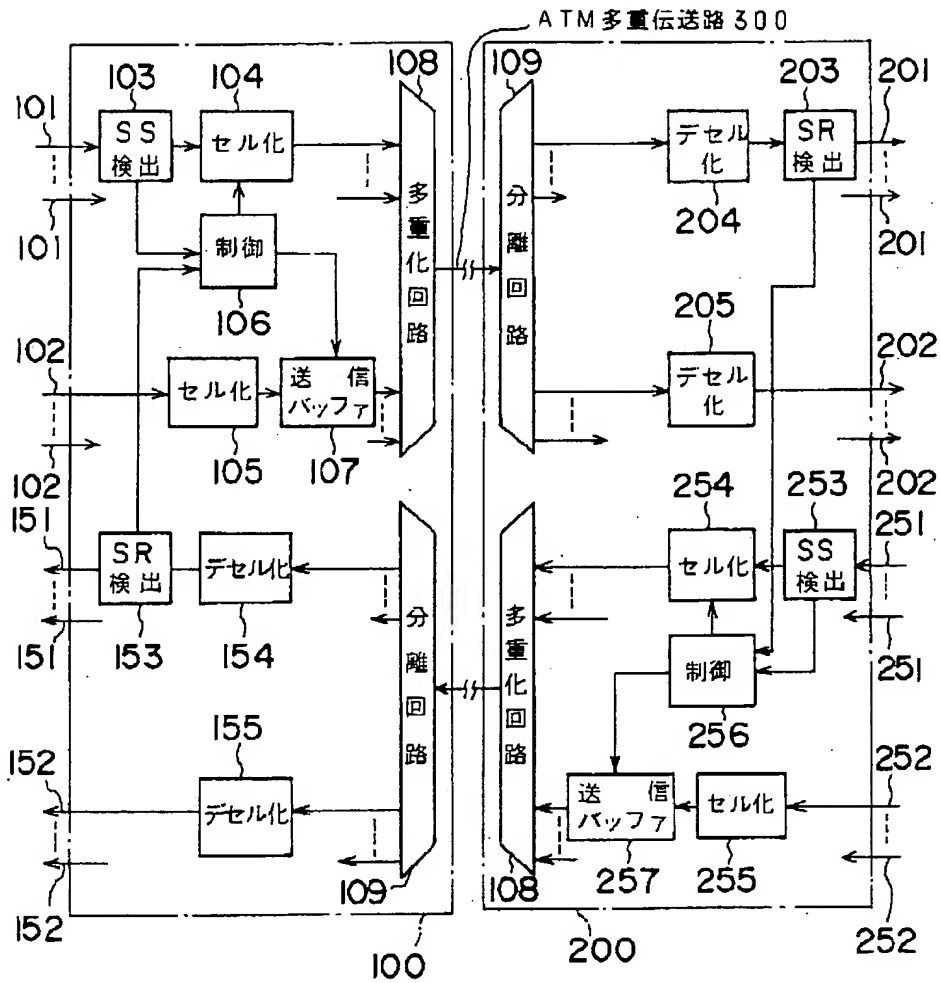 ATM多重伝送路300
103
104
108
109
203
201
101
SS
検出
セル化
デセル化
SR
検出
101
制御
多重化回路
分離回路
204
201
106
205
102
202
セル化
送信
バッファ
デセル化
102
105
107
202
151
254
253
251
SR
検出
デセル化
セル化
SS
検出
151
153
154
分離回路
多重化回路
制御
251
155
256
152
252
デセル化
送信
バッファ
セル化
152
109
108
257
255
252
100
200